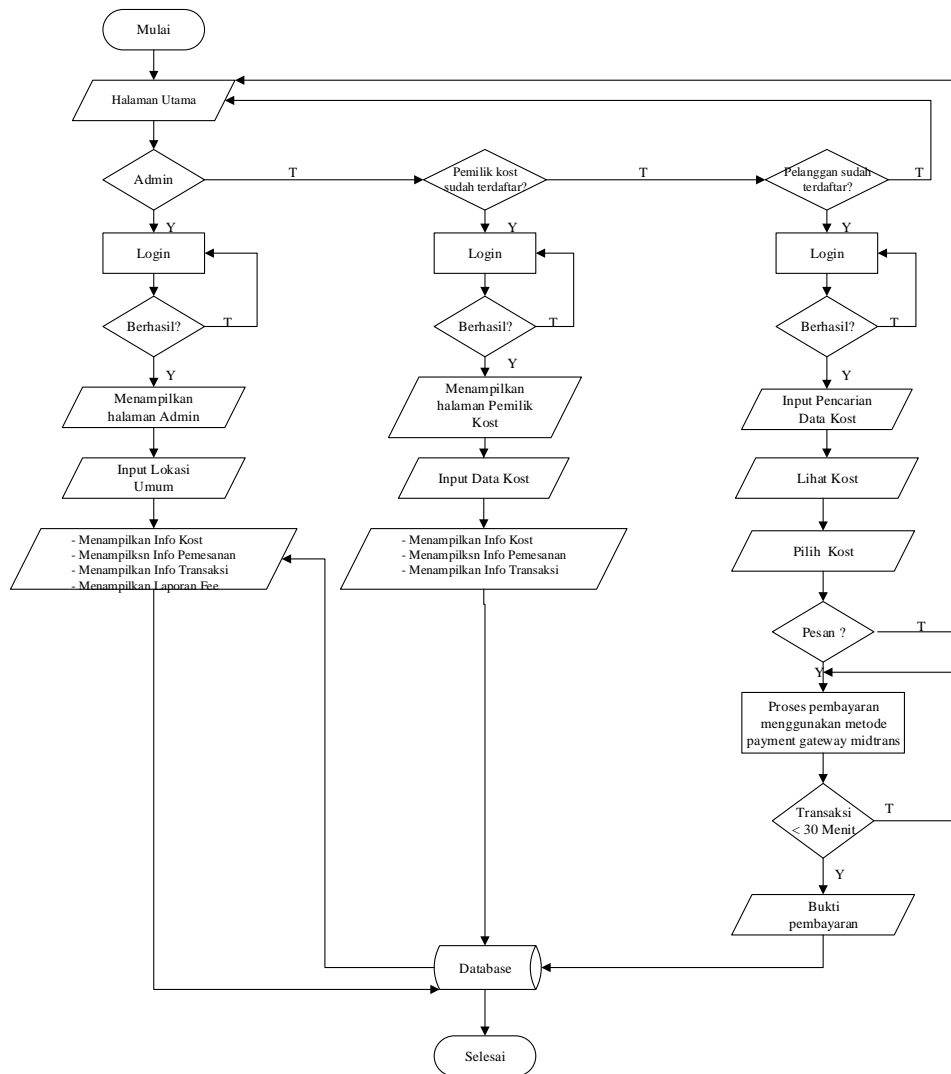 Mulai
Halaman Utama
Admin
T
Pemilik kost
sudah terdaftar?
T
Pelanggan sudah
terdaftar?
T
Y
Y
Y
Login
Login
Login
Berhasil?
T
Berhasil?
T
Berhasil?
T
Y
Y
Y
Menampilkan
halaman Admin
Menampilkan
halaman Pemilik
Kost
Input Pencarian
Data Kost
Input Lokasi
Umum
Input Data Kost
Lihat Kost
- Menampilkan Info Kost
- Menampilksn Info Pemesanan
- Menampilkan Info Transaksi
- Menampilkan Laporan Fee
- Menampilkan Info Kost
- Menampilksn Info Pemesanan
- Menampilkan Info Transaksi
Pilih Kost
Pesan ?
T
Y
Proses pembayaran
menggunakan metode
payment gateway midtrans
Transaksi
< 30 Menit
T
Y
Bukti
pembayaran
Database
Selesai